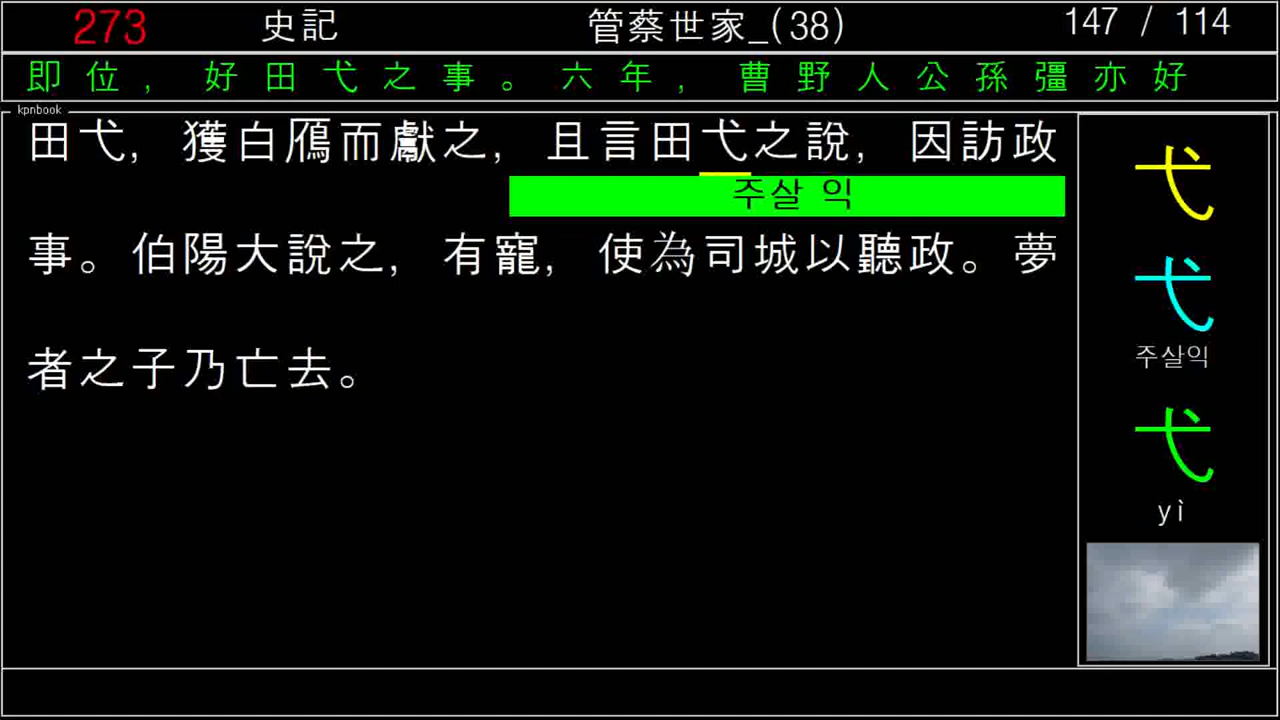 273 史記 管蔡世家_(38) 147 / 114
即位, 好田弋之事。六年, 曹野人公孫彊亦好
kpnbook
田弋, 獲白鴈而獻之, 且言田弋之說, 因訪政
주살 익
事。伯陽大說之, 有寵, 使為司城以聽政。夢
者之子乃亡去。
弋
弋
주살익
弋
yì